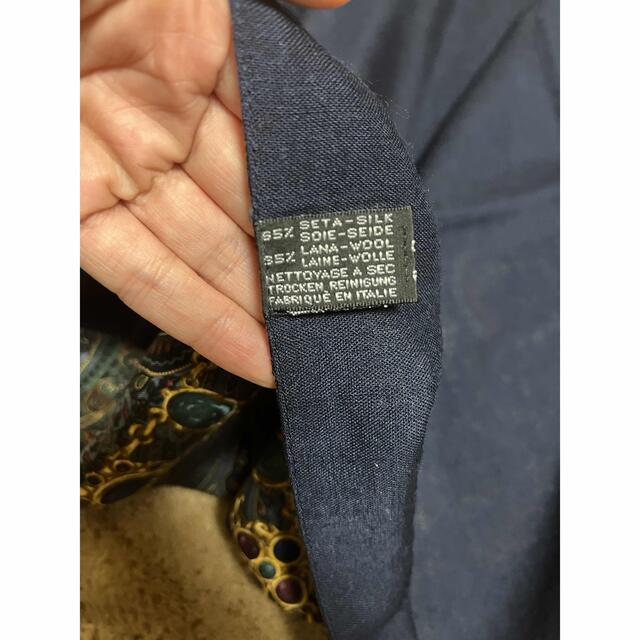 65% SETA-SILK
SOIE-SEIDE
35% LANA-WOOL
LAINE-WOLLE
NETTOYAGE A SEC
TROCKEN REINIGUNG
FABRIQUÉ EN ITALIE